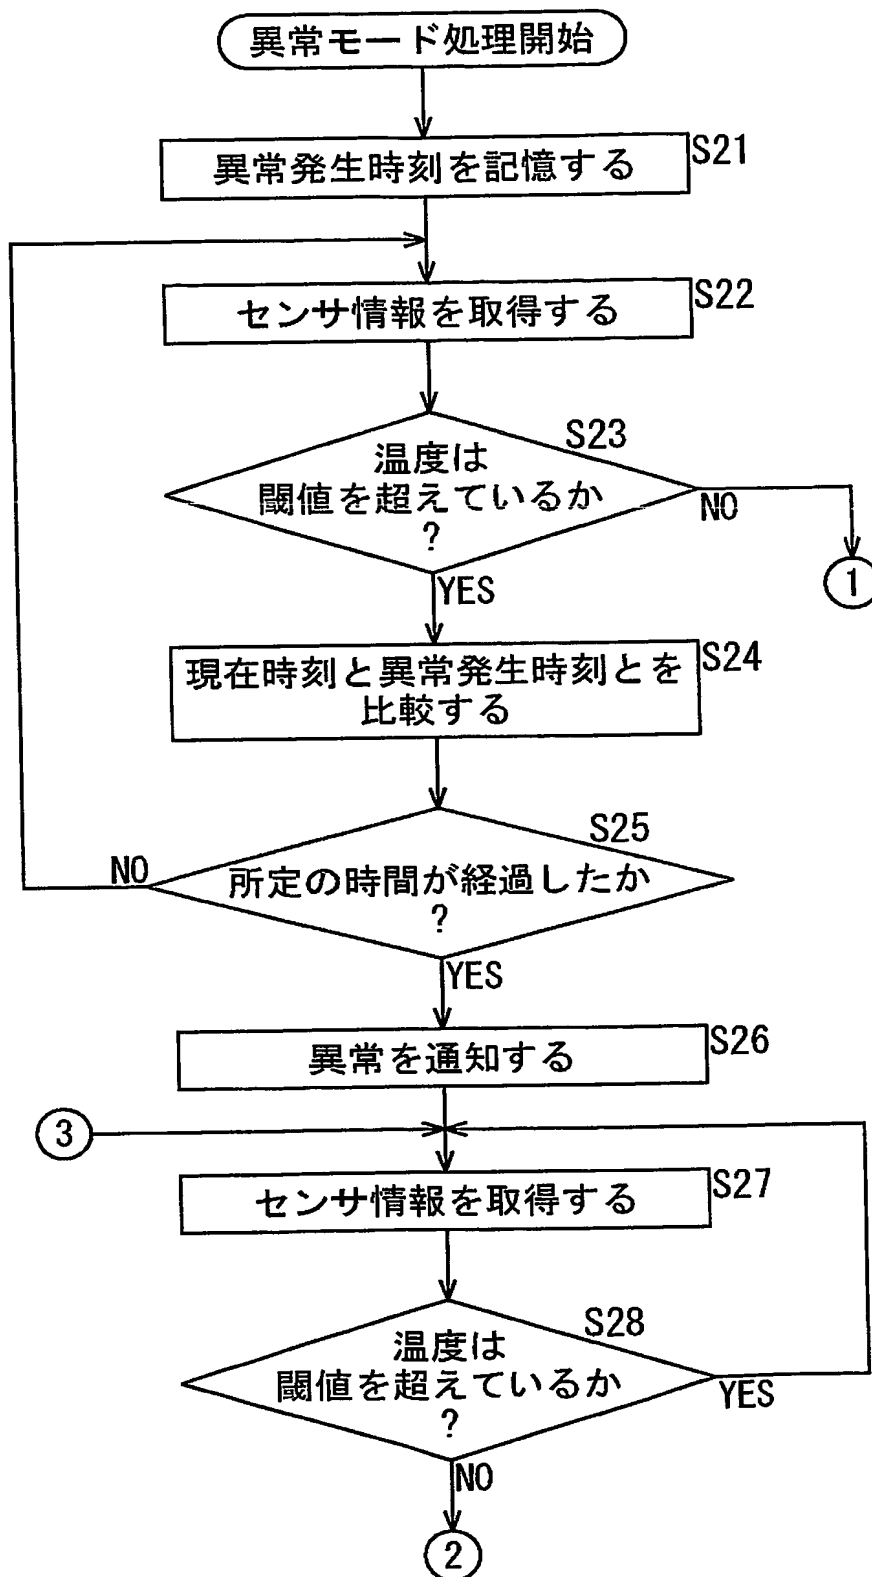 異常モード処理開始
異常発生時刻を記憶する
S21
センサ情報を取得する
S22
S23
温度は
閾値を超えているか
?
NO
1
YES
現在時刻と異常発生時刻とを
比較する
S24
S25
NO
所定の時間が経過したか
?
YES
異常を通知する
S26
3
センサ情報を取得する
S27
S28
温度は
閾値を超えているか
?
YES
NO
2